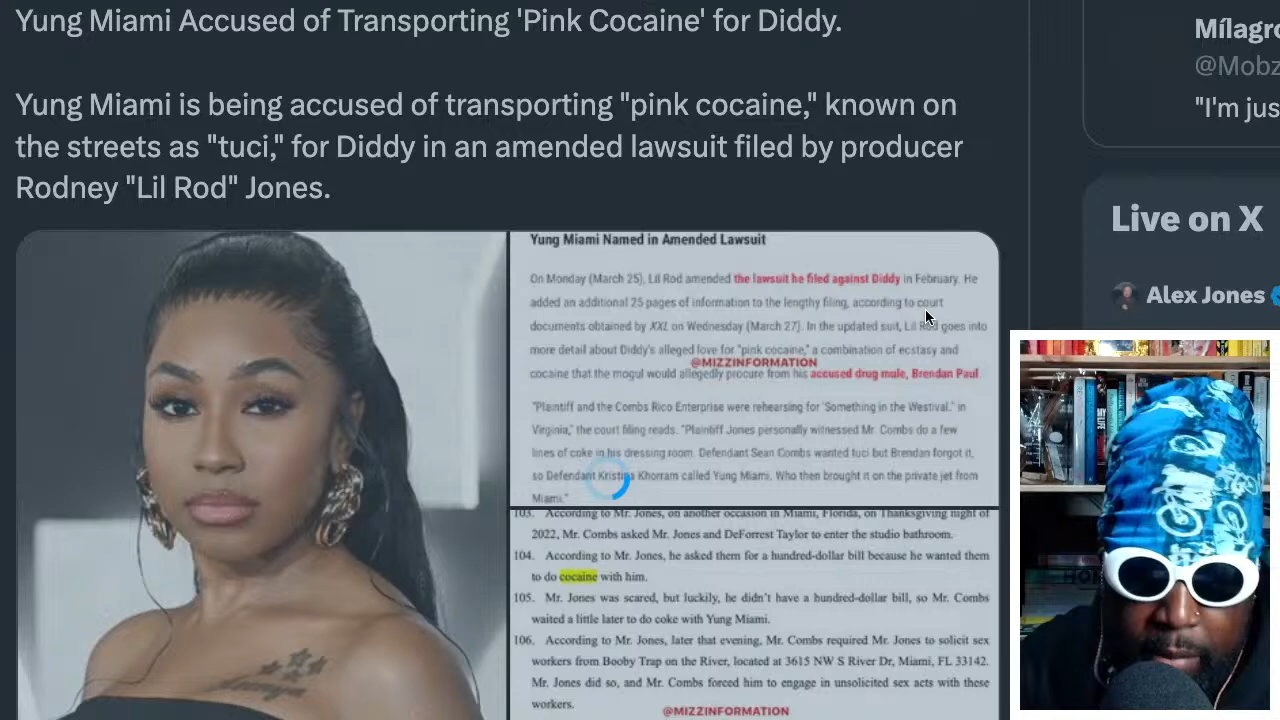 Yung Miami Accused of Transporting 'Pink Cocaine' for Diddy.
Yung Miami is being accused of transporting "pink cocaine," known on
the streets as "tuci," for Diddy in an amended lawsuit filed by producer
Rodney "Lil Rod" Jones.
Yung Miami Named in Amended Lawsuit
On Monday (March 25), Lil Rod amended the lawsuit he filed against Diddy in February. He
added an additional 25 pages of information to the lengthy filing, according to court
documents obtained by XXL on Wednesday (March 27). In the updated suit, Lil Rod goes into
more detail about Diddy's alleged love for "pink cocaine," a combination of ecstasy and
@MIZZINFORMATION
cocaine that the mogul would allegedly procure from his accused drug mule, Brendan Paul.
"Plaintiff and the Combs Rico Enterprise were rehearsing for 'Something in the Westival." in
Virginia," the court filing reads. "Plaintiff Jones personally witnessed Mr. Combs do a few
lines of coke in his dressing room. Defendant Sean Combs wanted tuci but Brendan forgot it,
so Defendant Kristina Khorram called Yung Miami. Who then brought it on the private jet from
Miami."
103. According to Mr. Jones, on another occasion in Miami, Florida, on Thanksgiving night of
2022, Mr. Combs asked Mr. Jones and DeForrest Taylor to enter the studio bathroom.
104. According to Mr. Jones, he asked them for a hundred-dollar bill because he wanted them
to do cocaine with him.
105. Mr. Jones was scared, but luckily, he didn't have a hundred-dollar bill, so Mr. Combs
waited a little later to do coke with Yung Miami.
106. According to Mr. Jones, later that evening, Mr. Combs required Mr. Jones to solicit sex
workers from Booby Trap on the River, located at 3615 NW S River Dr, Miami, FL 33142.
Mr. Jones did so, and Mr. Combs forced him to engage in unsolicited sex acts with these
workers.
@MIZZINFORMATION
Mílagro
@Mobz
"I'm jus
Live on X
Alex Jones